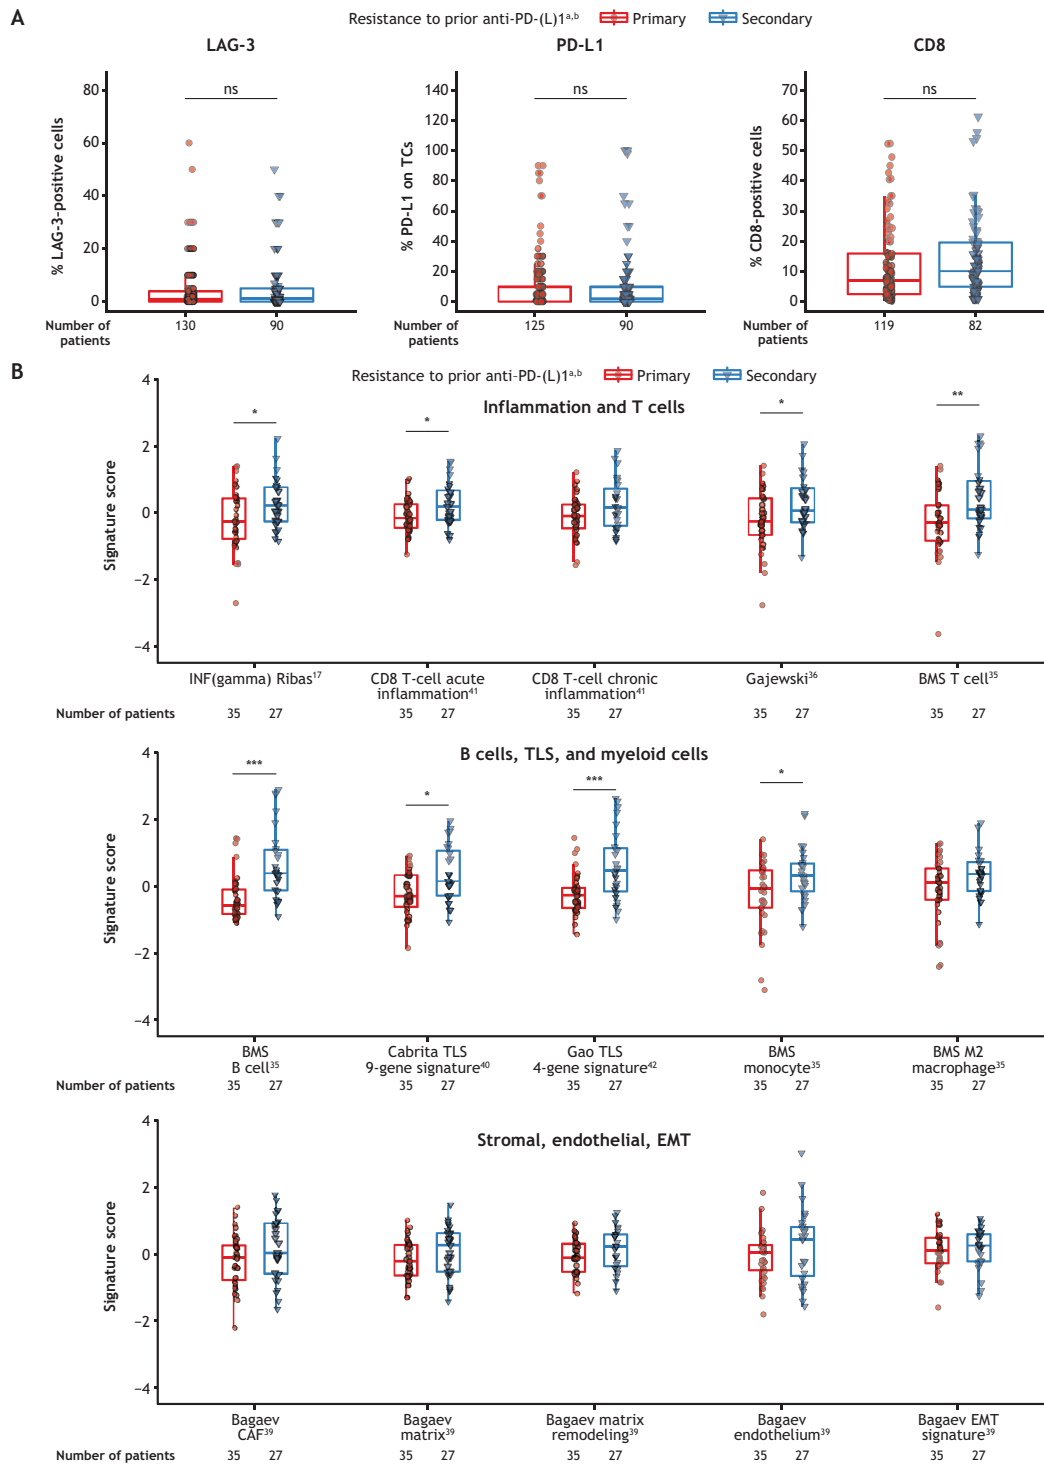 A
Resistance to prior anti-PD-(L)1a,b Primary Secondary
LAG-3
PD-L1
CD8
% LAG-3-positive cells
80
60
40
20
0
ns
Number of patients
130 90
% PD-L1 on TCs
140
120
100
80
60
40
20
0
ns
Number of patients
125 90
% CD8-positive cells
70
60
50
40
30
20
10
0
ns
Number of patients
119 82
B
Resistance to prior anti-PD-(L)1a,b Primary Secondary
Inflammation and T cells
Signature score
4
2
0
−2
−4
* * * **
INF(gamma) Ribas17
CD8 T-cell acute inflammation41
CD8 T-cell chronic inflammation41
Gajewski36
BMS T cell35
Number of patients 35 27 35 27 35 27 35 27 35 27
B cells, TLS, and myeloid cells
Signature score
4
2
0
−2
−4
*** * *** *
BMS B cell35
Cabrita TLS 9-gene signature40
Gao TLS 4-gene signature42
BMS monocyte35
BMS M2 macrophage35
Number of patients 35 27 35 27 35 27 35 27 35 27
Stromal, endothelial, EMT
Signature score
4
2
0
−2
−4
Bagaev CAF39
Bagaev matrix39
Bagaev matrix remodeling39
Bagaev endothelium39
Bagaev EMT signature39
Number of patients 35 27 35 27 35 27 35 27 35 27